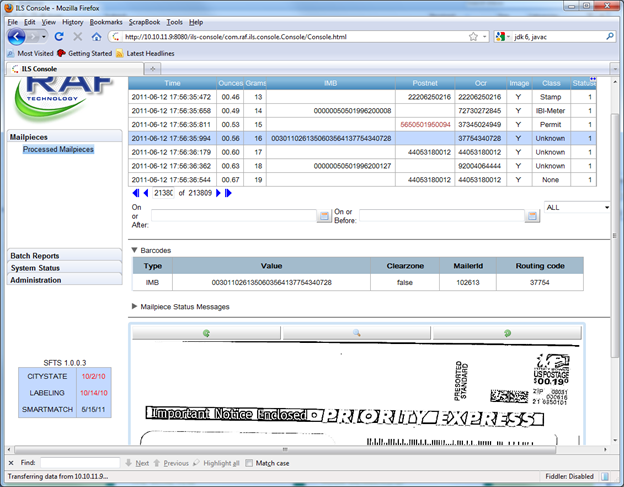 ILS Console - Mozilla Firefox
File Edit View History Bookmarks ScrapBook Tools Help
http://10.10.11.9:8080/ils-console/com.raf.ils.console.Console/Console.html
jdk 6, javac
Most Visited Getting Started Latest Headlines
ILS Console
RAF
TECHNOLOGY
Mailpieces
Processed Mailpieces
Batch Reports
System Status
Administration
SFTS 1.0.0.3
CITYSTATE 10/2/10
LABELING 10/14/10
SMARTMATCH 5/15/11
Time Ounces Grams IMB Postnet Ocr Image Class Status
2011-06-12 17:56:35:472 00.46 13 22206250216 22206250216 Y Stamp 1
2011-06-12 17:56:35:658 00.49 14 00000050501996200008 72730272845 Y IBI-Meter 1
2011-06-12 17:56:35:811 00.53 15 5650501950094 37345024949 Y Permit 1
2011-06-12 17:56:35:994 00.56 16 0030110261350603564137754340728 37754340728 Y Unknown 1
2011-06-12 17:56:36:179 00.60 17 44053180012 44053180012 Y Unknown 1
2011-06-12 17:56:36:362 00.63 18 00000050501996200127 92004064444 Y Unknown 1
2011-06-12 17:56:36:544 00.67 19 44053180012 44053180012 Y None 1
21380 of 213809
On or After:
On or Before:
ALL
Barcodes
Type Value Clearzone MailerId Routing code
IMB 0030110261350603564137754340728 false 102613 37754
Mailpiece Status Messages
PRESORTED
STANDARD
US POSTAGE
$00.19⁰
ZIP 08031
Important Notice Enclosed PRIORITY EXPRESS
Find: Next Previous Highlight all Match case
Transferring data from 10.10.11.9...
Fiddler: Disabled